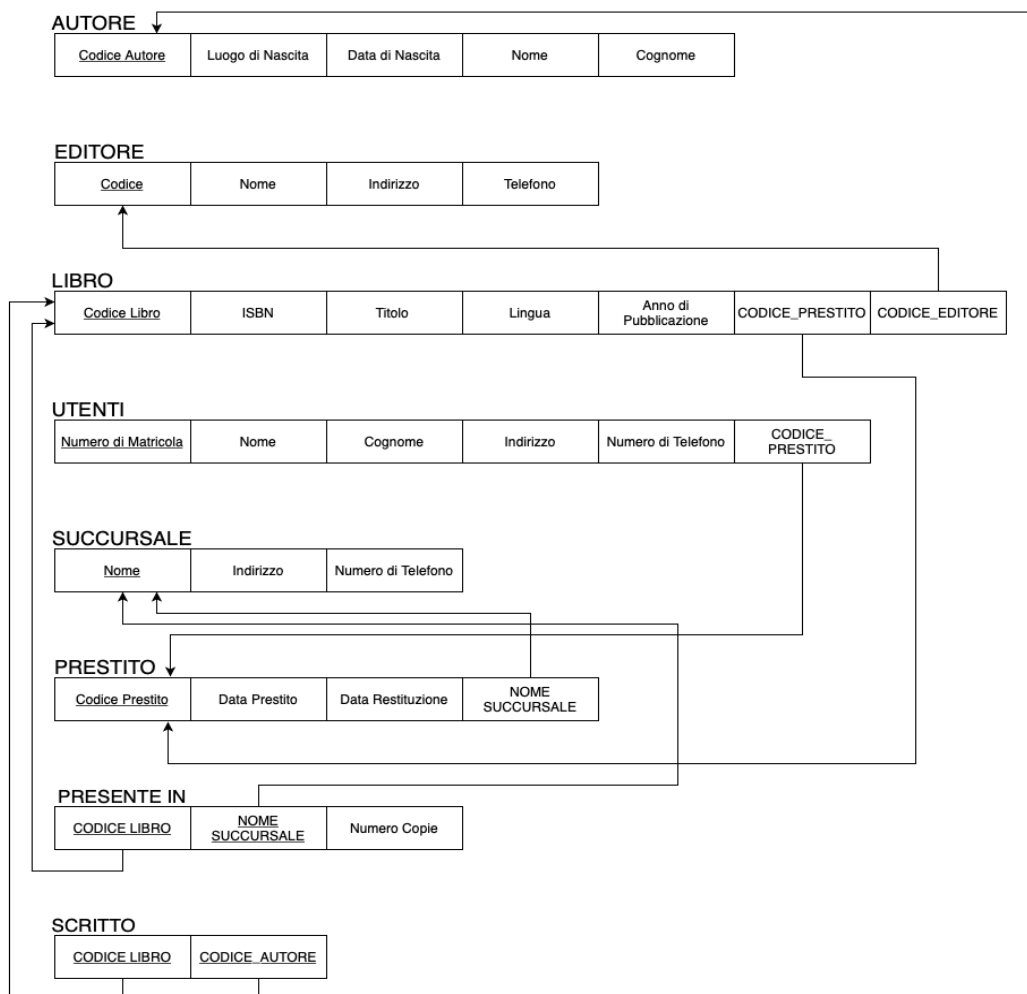 AUTORE
Codice Autore Luogo di Nascita Data di Nascita Nome Cognome
EDITORE
Codice Nome Indirizzo Telefono
LIBRO
Codice Libro ISBN Titolo Lingua Anno di Pubblicazione CODICE_PRESTITO CODICE_EDITORE
UTENTI
Numero di Matricola Nome Cognome Indirizzo Numero di Telefono CODICE_ PRESTITO
SUCCURSALE
Nome Indirizzo Numero di Telefono
PRESTITO
Codice Prestito Data Prestito Data Restituzione NOME SUCCURSALE
PRESENTE IN
CODICE LIBRO NOME SUCCURSALE Numero Copie
SCRITTO
CODICE LIBRO CODICE_AUTORE